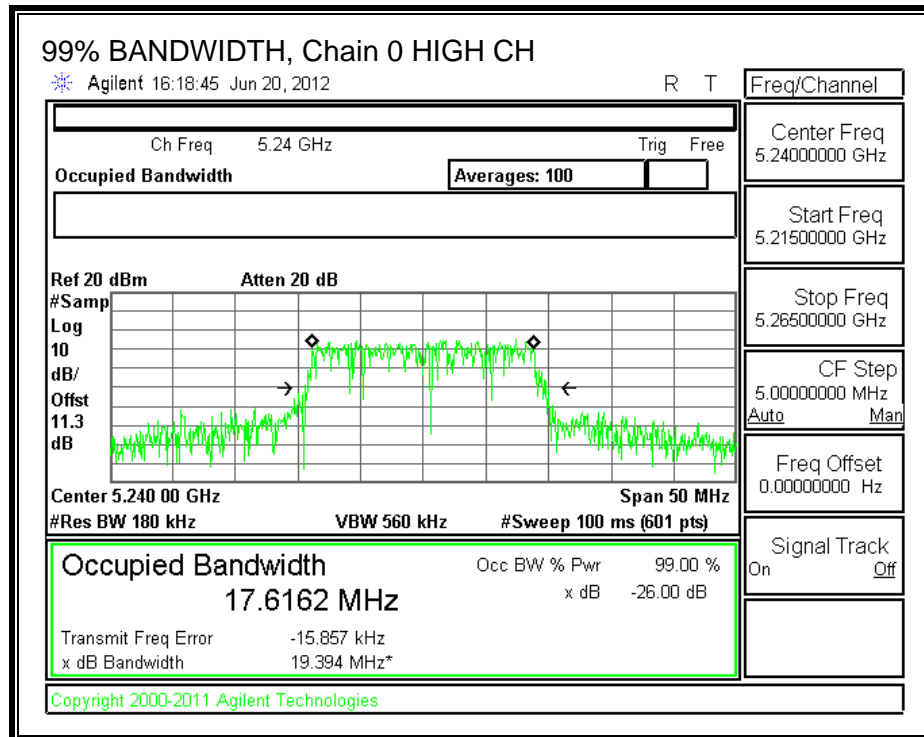 99% BANDWIDTH, Chain 0 HIGH CH
Agilent 16:18:45 Jun 20, 2012 R T
Freq/Channel
Ch Freq 5.24 GHz Trig Free
Occupied Bandwidth Averages: 100
Center Freq
5.24000000 GHz
Start Freq
5.21500000 GHz
Stop Freq
5.26500000 GHz
CF Step
5.00000000 MHz
Auto Man
Freq Offset
0.00000000 Hz
Signal Track
On Off
Ref 20 dBm Atten 20 dB
#Samp
Log
10
dB/
Offst
11.3
dB
Center 5.240 00 GHz Span 50 MHz
#Res BW 180 kHz VBW 560 kHz #Sweep 100 ms (601 pts)
Occupied Bandwidth Occ BW % Pwr 99.00 %
17.6162 MHz x dB -26.00 dB
Transmit Freq Error -15.857 kHz
x dB Bandwidth 19.394 MHz*
Copyright 2000-2011 Agilent Technologies